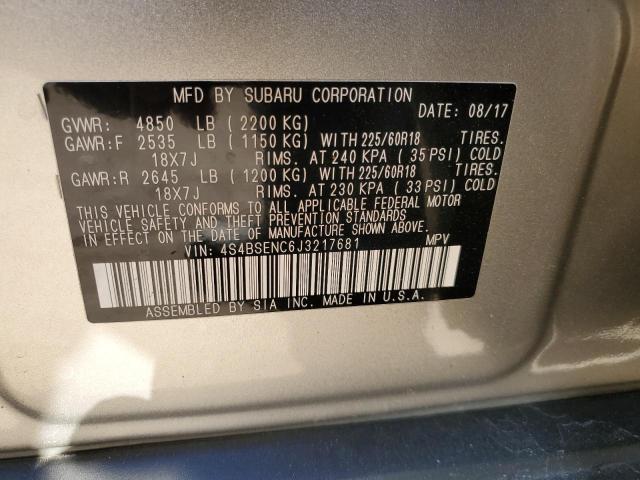 MFD BY SUBARU CORPORATION
DATE: 08/17
GVWR: 4850 LB (2200 KG)
GAWR:F 2535 LB (1150 KG) WITH 225/60R18 TIRES.
18X7J RIMS. AT 240 KPA (35 PSI) COLD
GAWR:R 2645 LB (1200 KG) WITH 225/60R18 TIRES.
18X7J RIMS. AT 230 KPA (33 PSI) COLD
THIS VEHICLE CONFORMS TO ALL APPLICABLE FEDERAL MOTOR
VEHICLE SAFETY AND THEFT PREVENTION STANDARDS
IN EFFECT ON THE DATE OF MANUFACTURE SHOWN ABOVE.
VIN: 4S4BSENC6J3217681 MPV
ASSEMBLED BY SIA INC. MADE IN U.S.A.